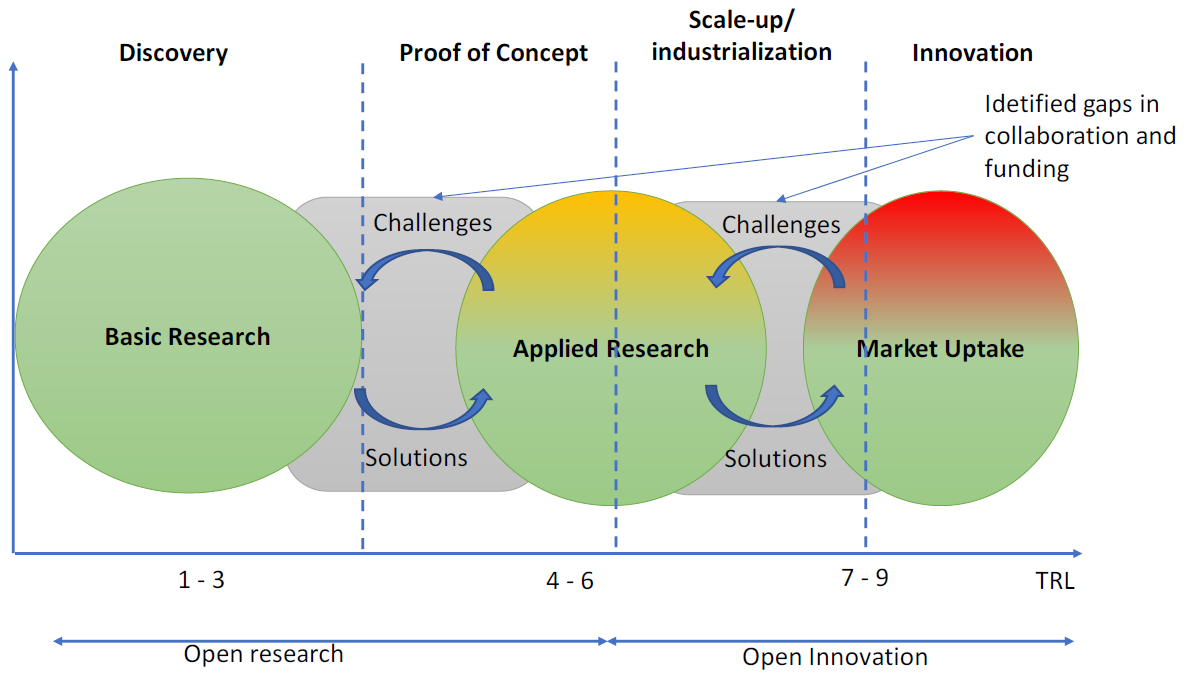 Discovery
Proof of Concept
Scale-up/
industrialization
Innovation
Idetified gaps in
collaboration and
funding
Challenges
Challenges
Basic Research
Applied Research
Market Uptake
Solutions
Solutions
1 - 3
4 - 6
7 - 9
TRL
Open research
Open Innovation